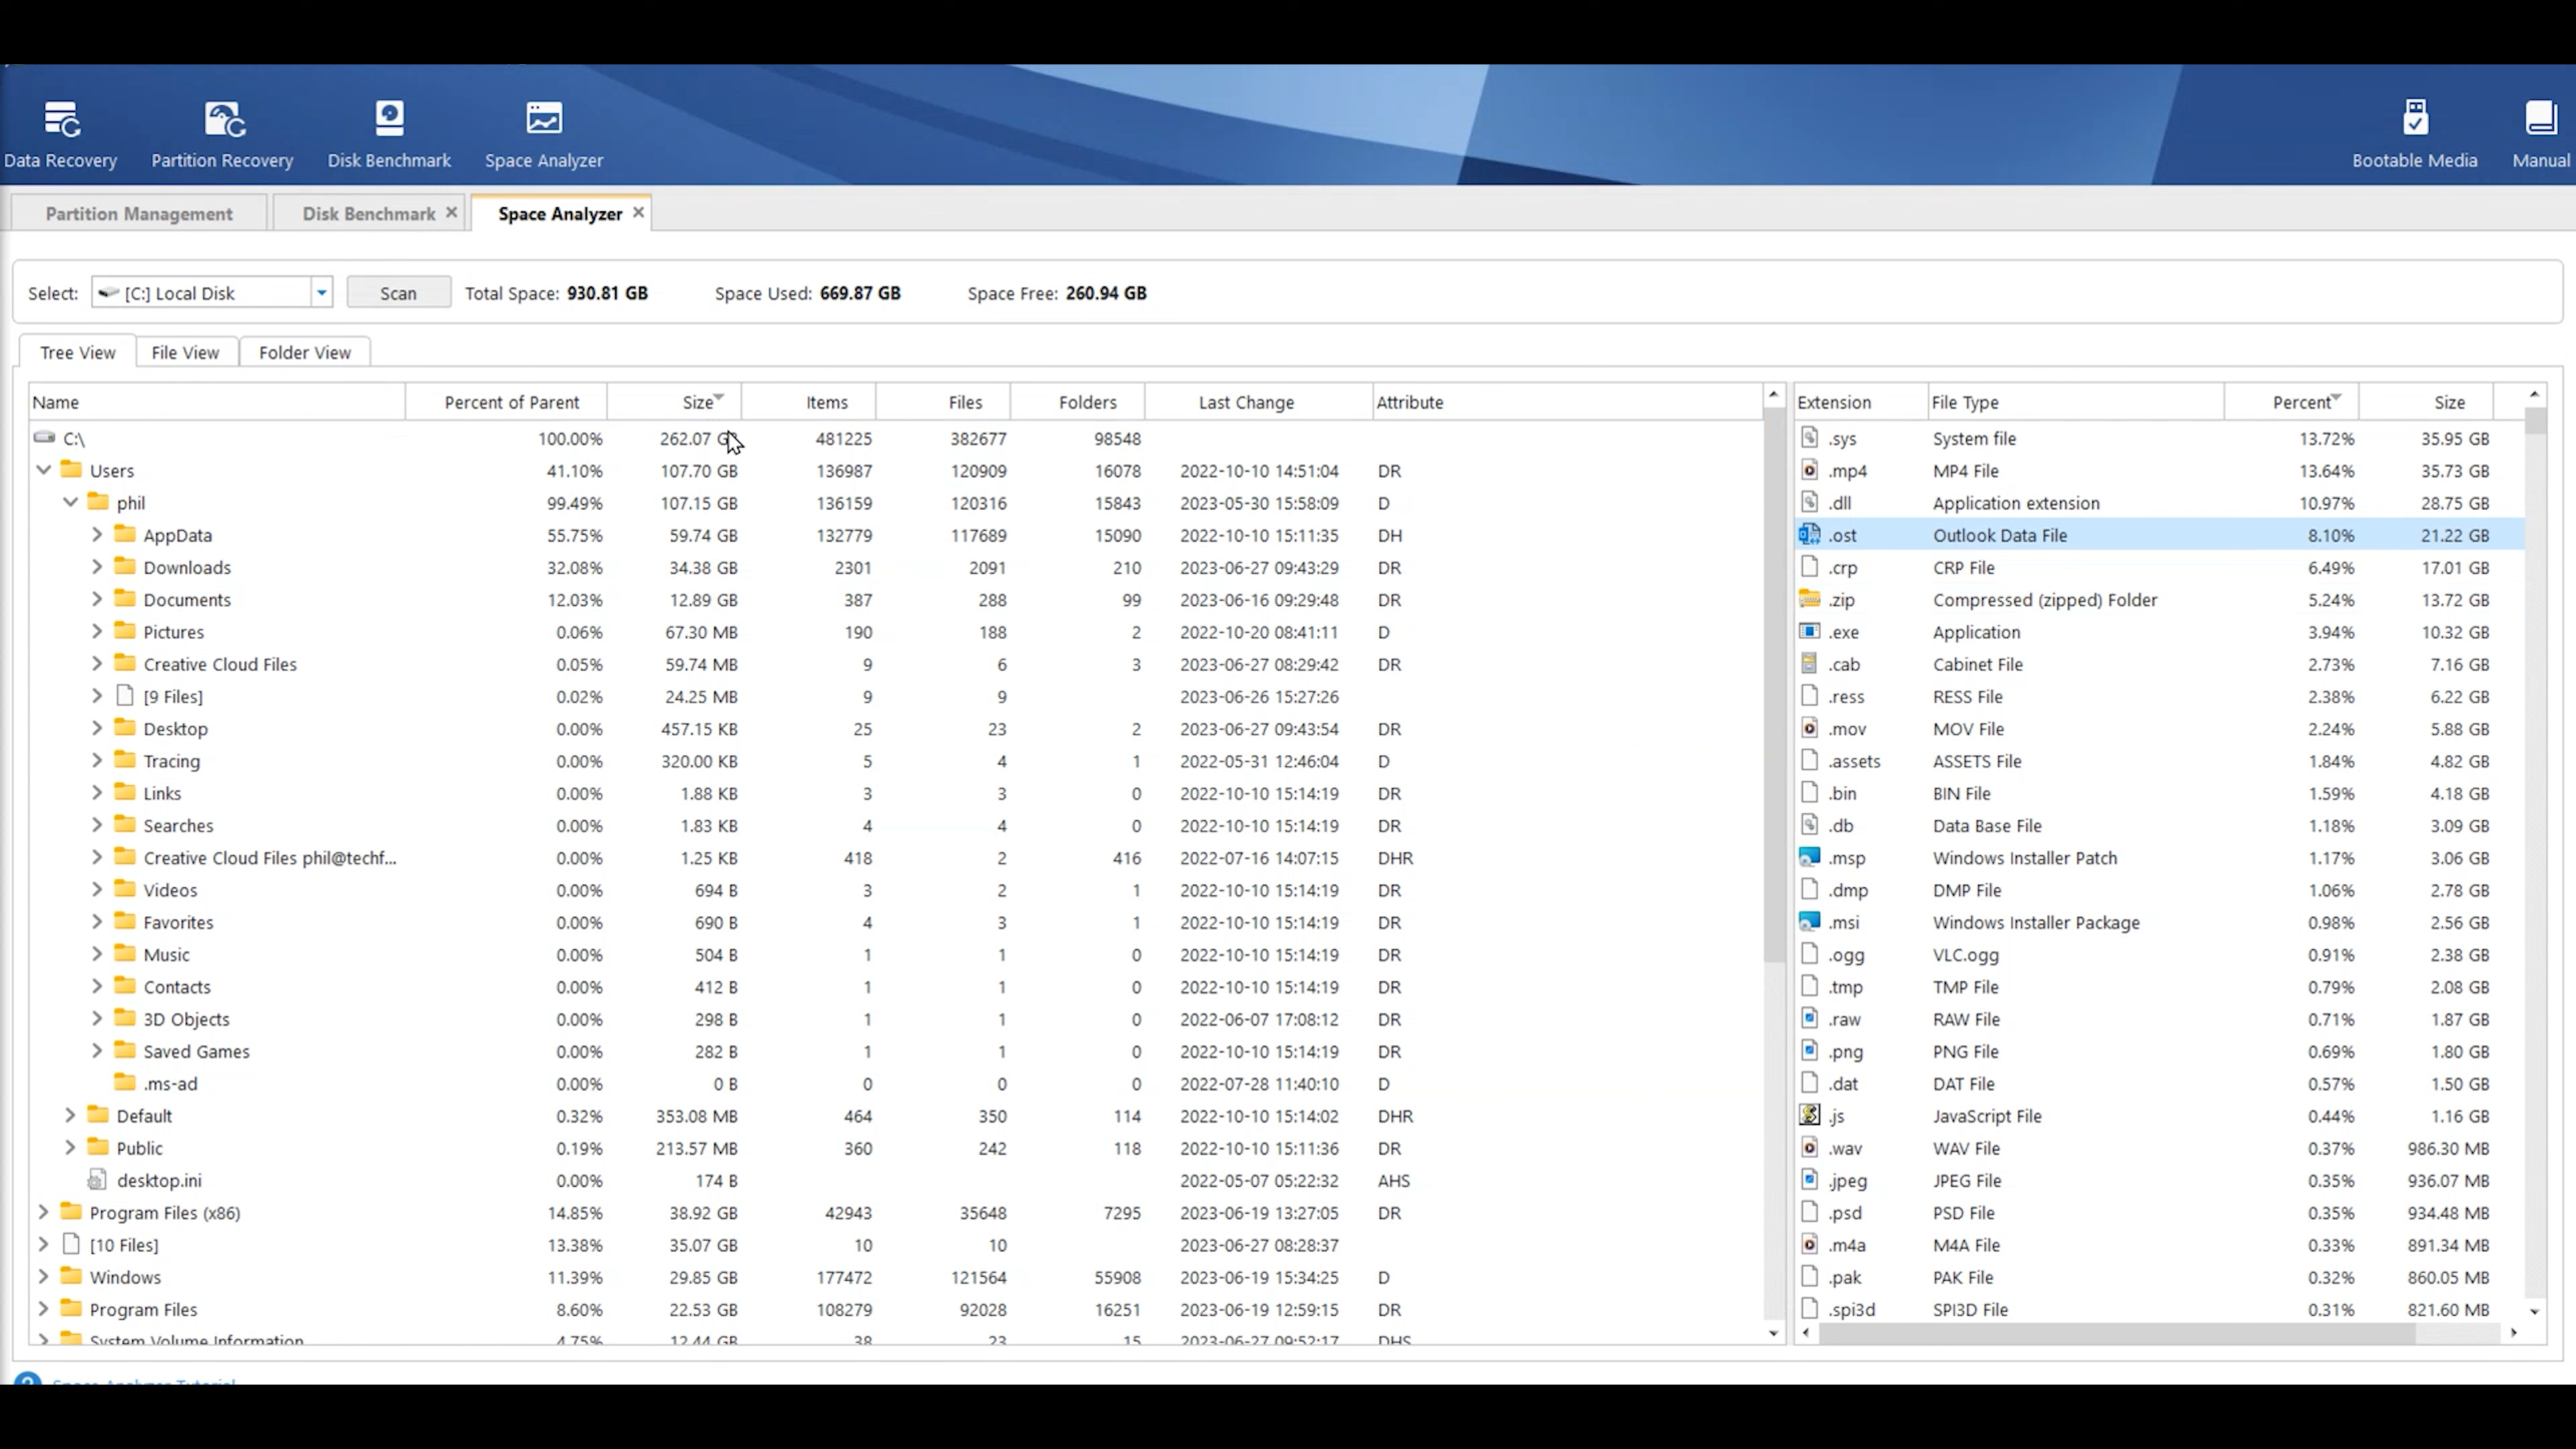 Data Recovery Partition Recovery Disk Benchmark Space Analyzer Bootable Media Manual
Partition Management Disk Benchmark Space Analyzer
Select: [C:] Local Disk Scan Total Space: 930.81 GB Space Used: 669.87 GB Space Free: 260.94 GB
Tree View File View Folder View
Name Percent of Parent Size Items Files Folders Last Change Attribute Extension File Type Percent Size
C:\ 100.00% 262.07 GB 481225 382677 98548 .sys System file 13.72% 35.95 GB
Users 41.10% 107.70 GB 136987 120909 16078 2022-10-10 14:51:04 DR .mp4 MP4 File 13.64% 35.73 GB
phil 99.49% 107.15 GB 136159 120316 15843 2023-05-30 15:58:09 D .dll Application extension 10.97% 28.75 GB
AppData 55.75% 59.74 GB 132779 117689 15090 2022-10-10 15:11:35 DH .ost Outlook Data File 8.10% 21.22 GB
Downloads 32.08% 34.38 GB 2301 2091 210 2023-06-27 09:43:29 DR .crp CRP File 6.49% 17.01 GB
Documents 12.03% 12.89 GB 387 288 99 2023-06-16 09:29:48 DR .zip Compressed (zipped) Folder 5.24% 13.72 GB
Pictures 0.06% 67.30 MB 190 188 2 2022-10-20 08:41:11 D .exe Application 3.94% 10.32 GB
Creative Cloud Files 0.05% 59.74 MB 9 6 3 2023-06-27 08:29:42 DR .cab Cabinet File 2.73% 7.16 GB
[9 Files] 0.02% 24.25 MB 9 9 2023-06-26 15:27:26 .ress RESS File 2.38% 6.22 GB
Desktop 0.00% 457.15 KB 25 23 2 2023-06-27 09:43:54 DR .mov MOV File 2.24% 5.88 GB
Tracing 0.00% 320.00 KB 5 4 1 2022-05-31 12:46:04 D .assets ASSETS File 1.84% 4.82 GB
Links 0.00% 1.88 KB 3 3 0 2022-10-10 15:14:19 DR .bin BIN File 1.59% 4.18 GB
Searches 0.00% 1.83 KB 4 4 0 2022-10-10 15:14:19 DR .db Data Base File 1.18% 3.09 GB
Creative Cloud Files phil@techf... 0.00% 1.25 KB 418 2 416 2022-07-16 14:07:15 DHR .msp Windows Installer Patch 1.17% 3.06 GB
Videos 0.00% 694 B 3 2 1 2022-10-10 15:14:19 DR .dmp DMP File 1.06% 2.78 GB
Favorites 0.00% 690 B 4 3 1 2022-10-10 15:14:19 DR .msi Windows Installer Package 0.98% 2.56 GB
Music 0.00% 504 B 1 1 0 2022-10-10 15:14:19 DR .ogg VLC.ogg 0.91% 2.38 GB
Contacts 0.00% 412 B 1 1 0 2022-10-10 15:14:19 DR .tmp TMP File 0.79% 2.08 GB
3D Objects 0.00% 298 B 1 1 0 2022-06-07 17:08:12 DR .raw RAW File 0.71% 1.87 GB
Saved Games 0.00% 282 B 1 1 0 2022-10-10 15:14:19 DR .png PNG File 0.69% 1.80 GB
.ms-ad 0.00% 0 B 0 0 0 2022-07-28 11:40:10 D .dat DAT File 0.57% 1.50 GB
Default 0.32% 353.08 MB 464 350 114 2022-10-10 15:14:02 DHR .js JavaScript File 0.44% 1.16 GB
Public 0.19% 213.57 MB 360 242 118 2022-10-10 15:11:36 DR .wav WAV File 0.37% 986.30 MB
desktop.ini 0.00% 174 B 2022-05-07 05:22:32 AHS .jpeg JPEG File 0.35% 936.07 MB
Program Files (x86) 14.85% 38.92 GB 42943 35648 7295 2023-06-19 13:27:05 DR .psd PSD File 0.35% 934.48 MB
[10 Files] 13.38% 35.07 GB 10 10 2023-06-27 08:28:37 .m4a M4A File 0.33% 891.34 MB
Windows 11.39% 29.85 GB 177472 121564 55908 2023-06-19 15:34:25 D .pak PAK File 0.32% 860.05 MB
Program Files 8.60% 22.53 GB 108279 92028 16251 2023-06-19 12:59:15 DR .spi3d SPI3D File 0.31% 821.60 MB
System Volume Information 4.75% 12.44 GB 38 23 15 2023-06-27 09:52:17 DHS
Space Analyzer Tutorial